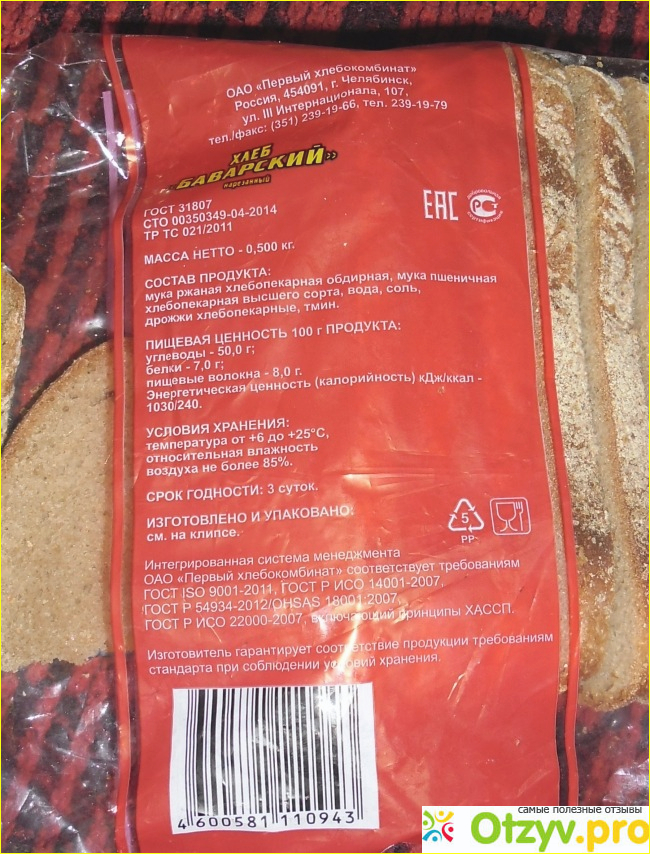 ОАО «Первый хлебокомбинат»
Россия, 454091, г. Челябинск,
ул. III Интернационала, 107,
тел./факс: (351) 239-19-66, тел. 239-19-79
ХЛЕБ
«БАВАРСКИЙ»
нарезанный
ГОСТ 31807
СТО 00350349-04-2014
ТР ТС 021/2011
EAC
добровольная
РСТ
сертификация
МАССА НЕТТО - 0,500 кг.
СОСТАВ ПРОДУКТА:
мука ржаная хлебопекарная обдирная, мука пшеничная
хлебопекарная высшего сорта, вода, соль,
дрожжи хлебопекарные, тмин.
ПИЩЕВАЯ ЦЕННОСТЬ 100 г ПРОДУКТА:
углеводы - 50,0 г;
белки - 7,0 г;
пищевые волокна - 8,0 г.
Энергетическая ценность (калорийность) кДж/ккал -
1030/240.
УСЛОВИЯ ХРАНЕНИЯ:
температура от +6 до +25°С,
относительная влажность
воздуха не более 85%.
СРОК ГОДНОСТИ: 3 суток.
ИЗГОТОВЛЕНО И УПАКОВАНО:
см. на клипсе.
5
PP
Интегрированная система менеджмента
ОАО «Первый хлебокомбинат» соответствует требованиям
ГОСТ ISO 9001-2011, ГОСТ Р ИСО 14001-2007,
ГОСТ Р 54934-2012/OHSAS 18001:2007,
ГОСТ Р ИСО 22000-2007, включающий принципы ХАССП.
Изготовитель гарантирует соответствие продукции требованиям
стандарта при соблюдении условий хранения.
4 600581 110943
самые полезные отзывы
Otzyv.pro